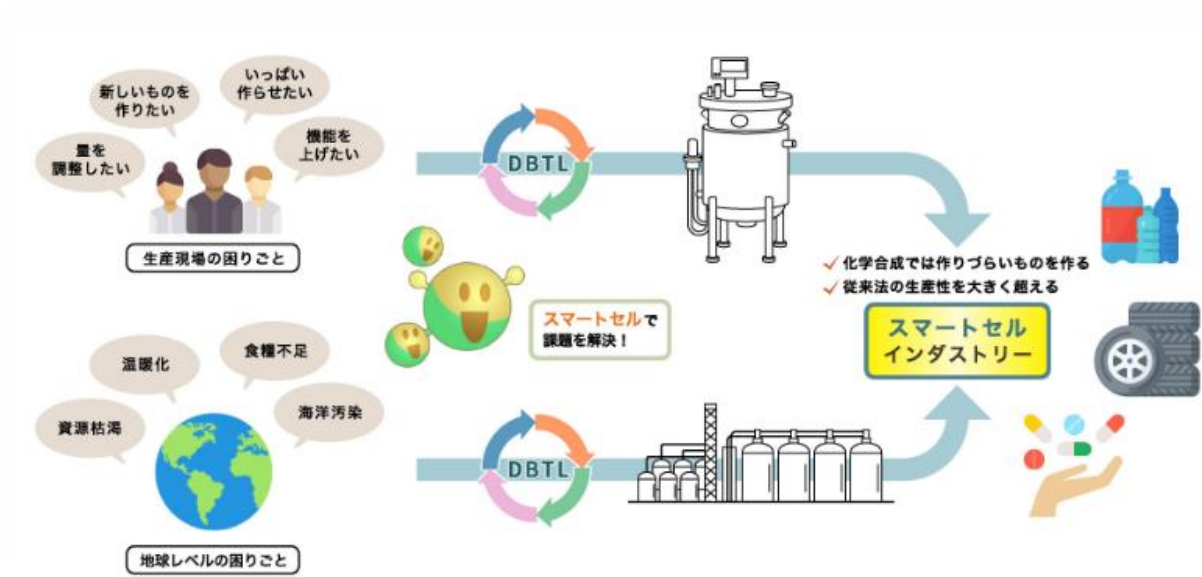 いっぱい
作らせたい
新しいものを
作りたい
機能を
上げたい
量を
調整したい
生産現場の困りごと
DBTL
✓ 化学合成では作りづらいものを作る
✓ 従来法の生産性を大きく超える
スマートセルで
課題を解決！
スマートセル
インダストリー
温暖化
食糧不足
資源枯渇
海洋汚染
DBTL
地球レベルの困りごと